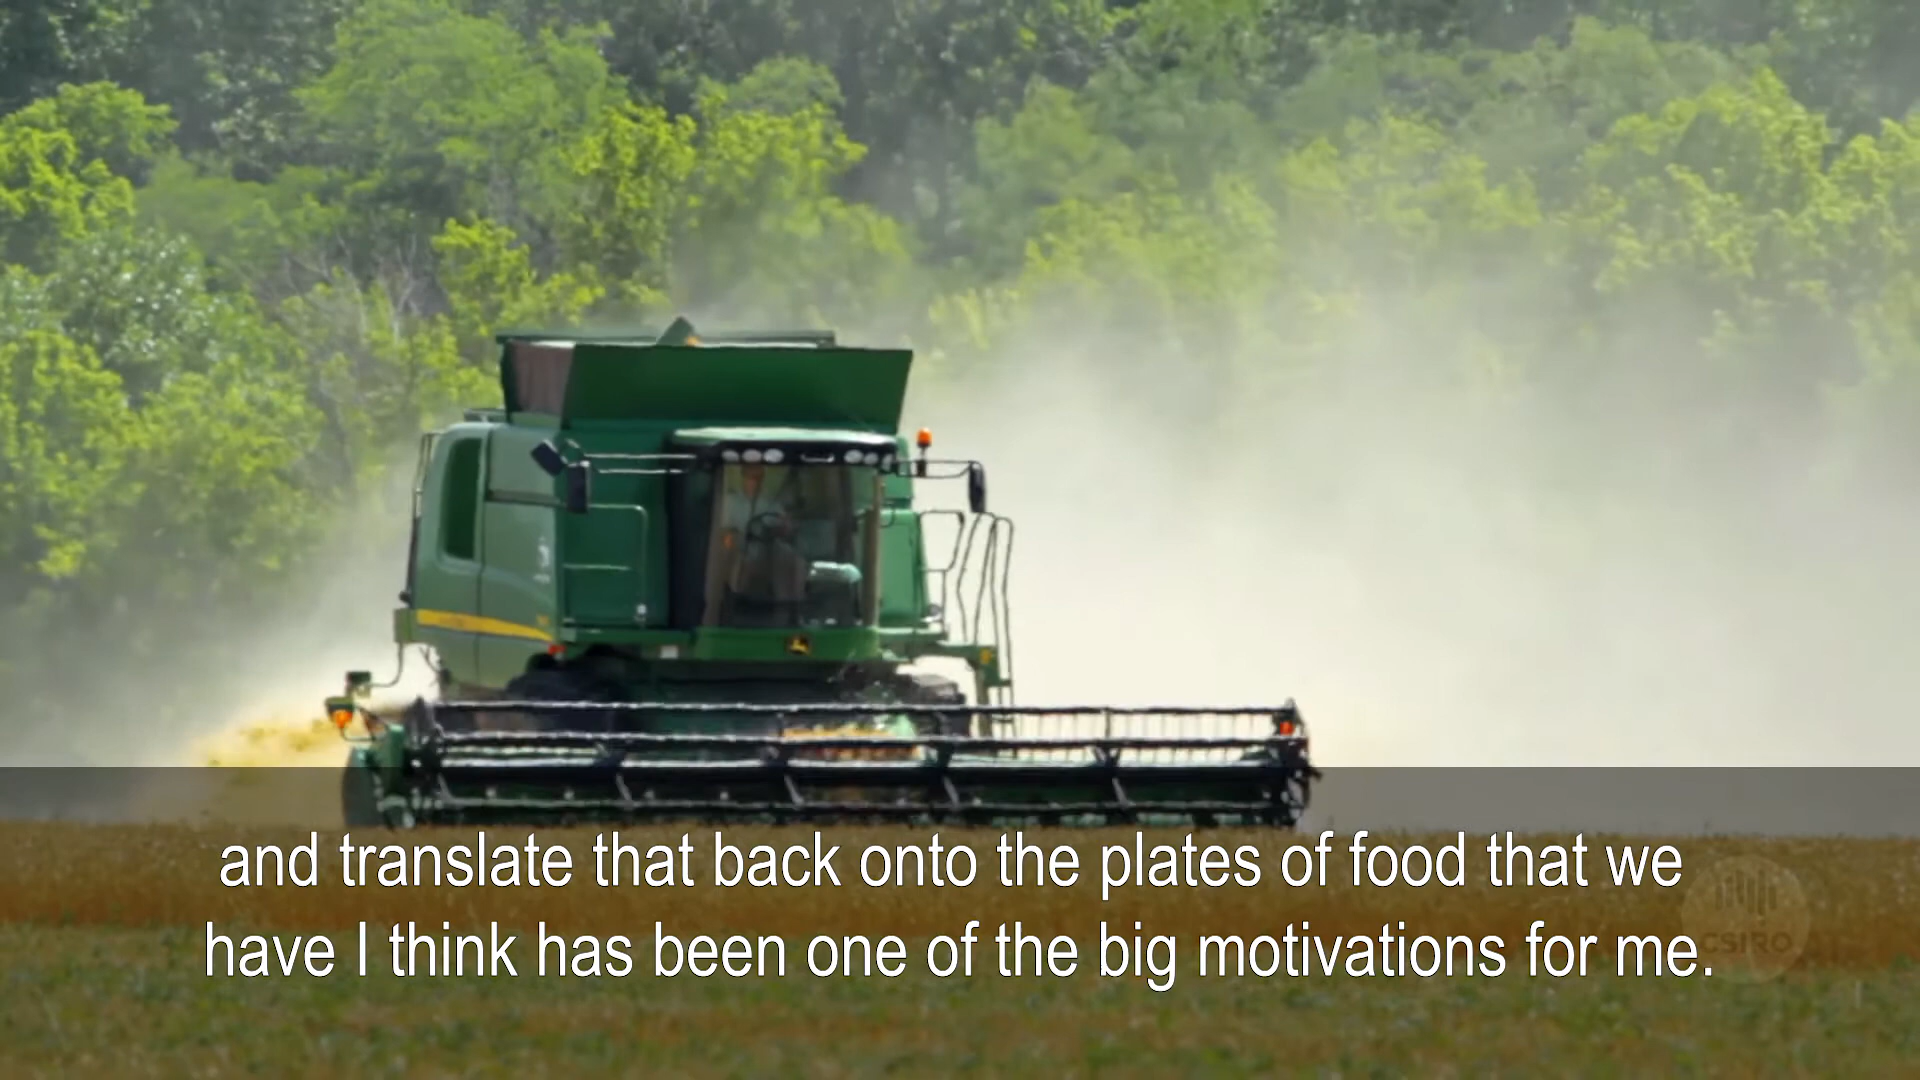 and translate that back onto the plates of food that we
have I think has been one of the big motivations for me.
CSIRO